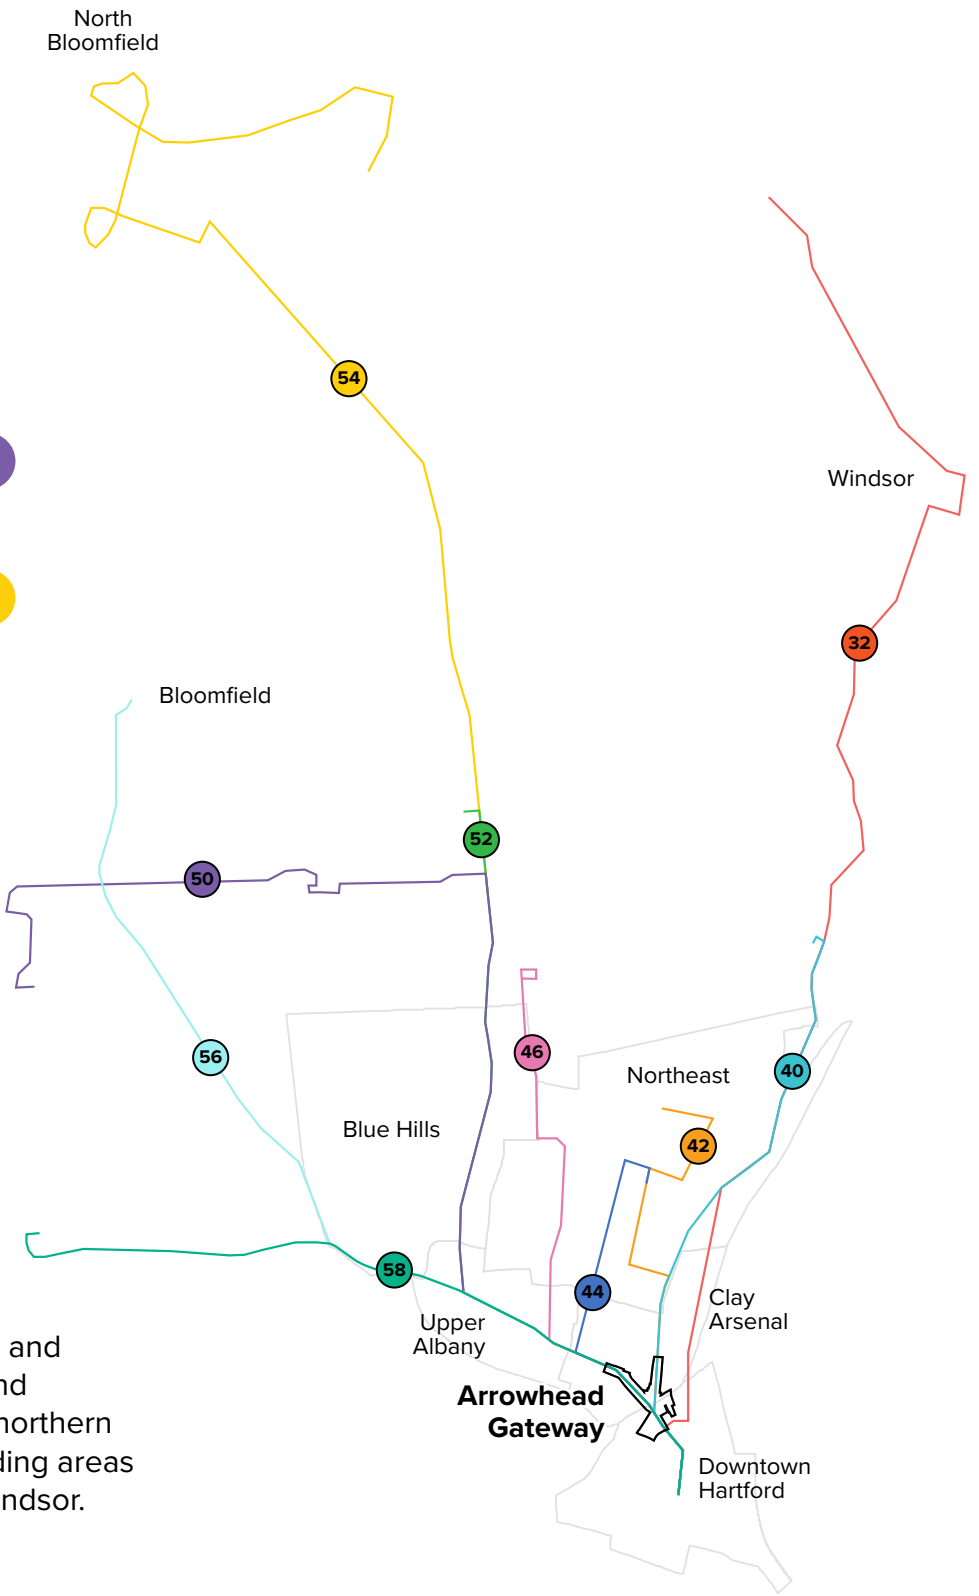 North
Bloomfield
54
Windsor
32
Bloomfield
52
50
46
56
40
Northeast
Blue Hills
42
58
44
Clay
Arsenal
Upper
Albany
and
northern
areas
Arrowhead
Gateway
Downtown
Hartford